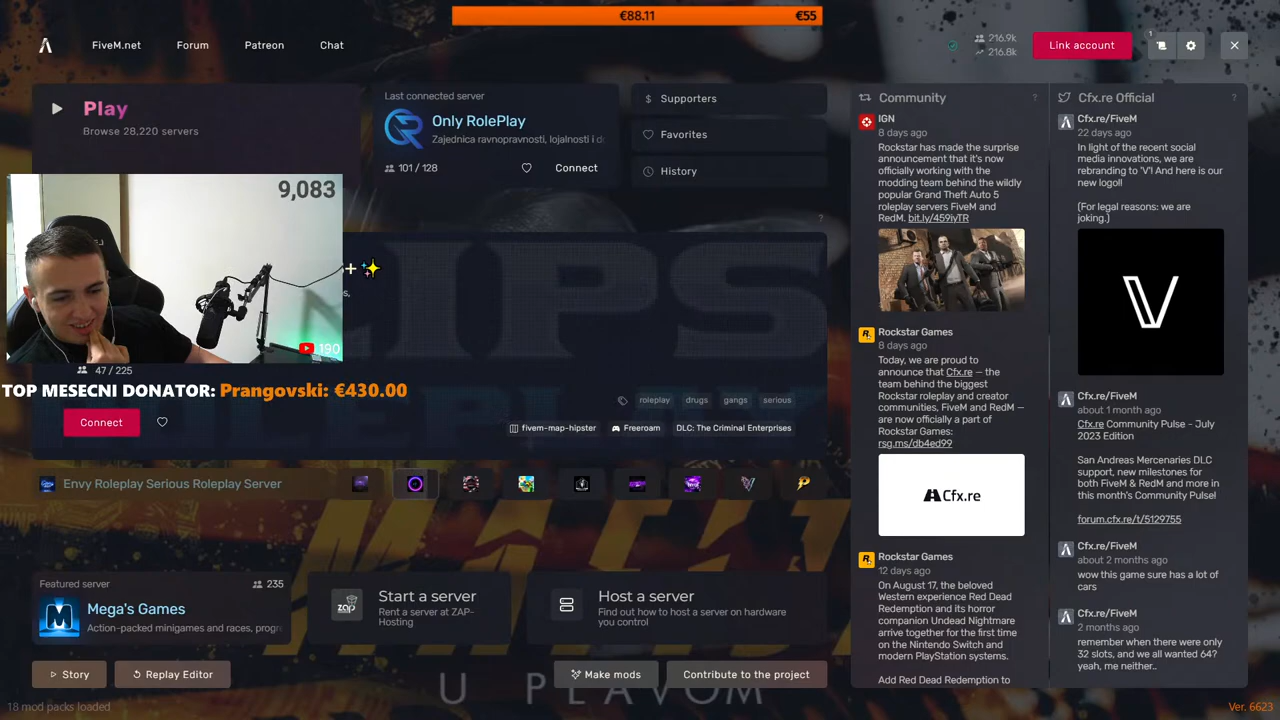 €88.11
€55
FiveM.net
Forum
Patreon
Chat
216.9k
216.8k
Link account
1
Play
Browse 28,220 servers
Last connected server
Only RolePlay
Zajednica ravnopravnosti, lojalnosti i d
101 / 128
Connect
$ Supporters
Favorites
History
?
9,083
190
47 / 225
TOP MESECNI DONATOR: Prangovski: €430.00
Connect
roleplay
drugs
gangs
serious
fivem-map-hipster
Freeroam
DLC: The Criminal Enterprises
Envy Roleplay Serious Roleplay Server
Featured server
235
Mega's Games
Action-packed minigames and races, progr
Start a server
Rent a server at ZAP-
Hosting
Host a server
Find out how to host a server on hardware
you control
Story
Replay Editor
Make mods
Contribute to the project
U PLAVOM
18 mod packs loaded
Community
?
IGN
8 days ago
Rockstar has made the surprise
announcement that it's now
officially working with the
modding team behind the wildly
popular Grand Theft Auto 5
roleplay servers FiveM and
RedM. bit.ly/459iyTR
Rockstar Games
8 days ago
Today, we are proud to
announce that Cfx.re — the
team behind the biggest
Rockstar roleplay and creator
communities, FiveM and RedM —
are now officially a part of
Rockstar Games:
rsg.ms/db4ed99
Cfx.re
Rockstar Games
12 days ago
On August 17, the beloved
Western experience Red Dead
Redemption and its horror
companion Undead Nightmare
arrive together for the first time
on the Nintendo Switch and
modern PlayStation systems.
Add Red Dead Redemption to
Cfx.re Official
?
Cfx.re/FiveM
22 days ago
In light of the recent social
media innovations, we are
rebranding to 'V'! And here is our
new logo!!
(For legal reasons: we are
joking.)
V
Cfx.re/FiveM
about 1 month ago
Cfx.re Community Pulse - July
2023 Edition
San Andreas Mercenaries DLC
support, new milestones for
both FiveM & RedM and more in
this month's Community Pulse!
forum.cfx.re/t/5129755
Cfx.re/FiveM
about 2 months ago
wow this game sure has a lot of
cars
Cfx.re/FiveM
2 months ago
remember when there were only
32 slots, and we all wanted 64?
yeah, me neither..
Ver. 6623